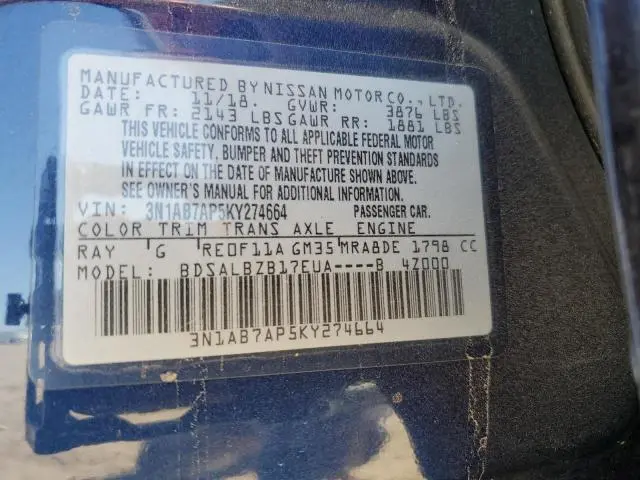 MANUFACTURED BY NISSAN MOTOR CO., LTD.
DATE: 11/18. GVWR: 3876 LBS
GAWR FR: 2143 LBS GAWR RR: 1881 LBS
THIS VEHICLE CONFORMS TO ALL APPLICABLE FEDERAL MOTOR
VEHICLE SAFETY, BUMPER AND THEFT PREVENTION STANDARDS
IN EFFECT ON THE DATE OF MANUFACTURE SHOWN ABOVE.
SEE OWNER'S MANUAL FOR ADDITIONAL INFORMATION.
VIN: 3N1AB7AP5KY274664 PASSENGER CAR.
COLOR TRIM TRANS AXLE ENGINE
RAY G RE0F11A GM35 MRA8DE 1798 CC
MODEL: BDSALBZB17EUA----B 4Z000
3N1AB7AP5KY274664